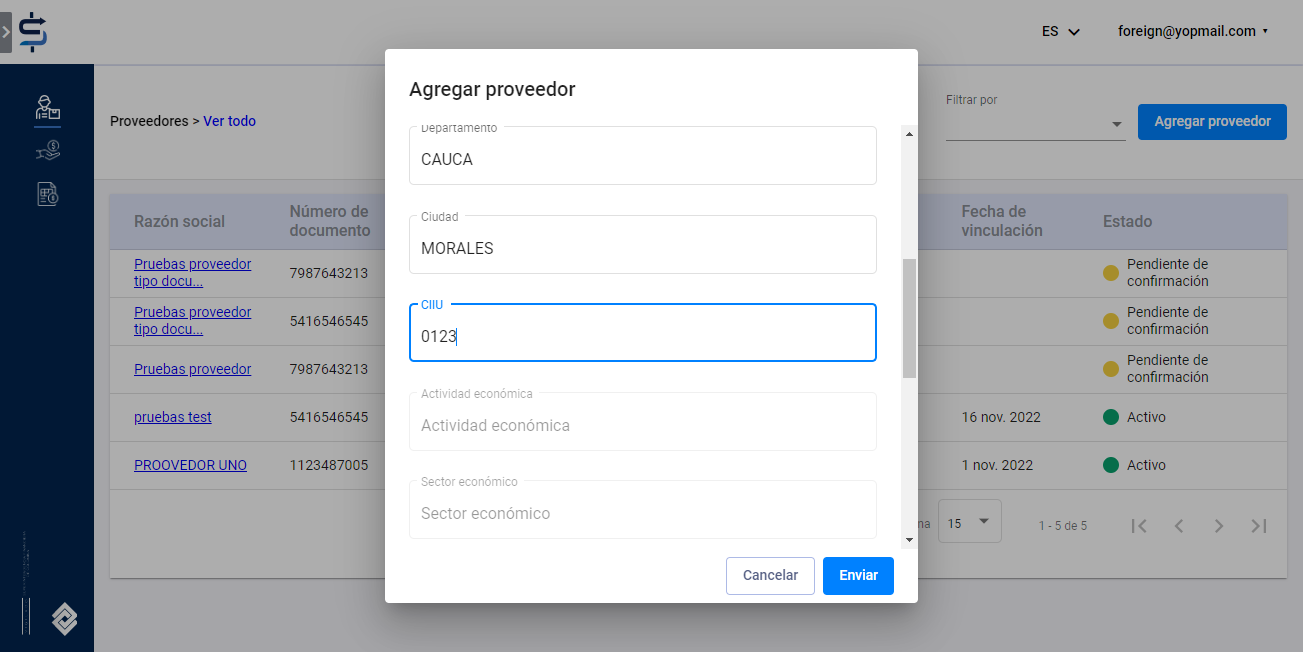 ES
foreign@yopmail.com
Proveedores > Ver todo
Filtrar por
Agregar proveedor
Razón social
Número de
documento
Fecha de
vinculación
Estado
Pruebas proveedor
tipo docu...
7987643213
Pendiente de
confirmación
Pruebas proveedor
tipo docu...
5416546545
Pendiente de
confirmación
Pruebas proveedor
7987643213
Pendiente de
confirmación
pruebas test
5416546545
16 nov. 2022
Activo
PROOVEDOR UNO
1123487005
1 nov. 2022
Activo
na
15
1 - 5 de 5
Agregar proveedor
Departamento
CAUCA
Ciudad
MORALES
CIIU
0123
Actividad económica
Actividad económica
Sector económico
Sector económico
Cancelar
Enviar